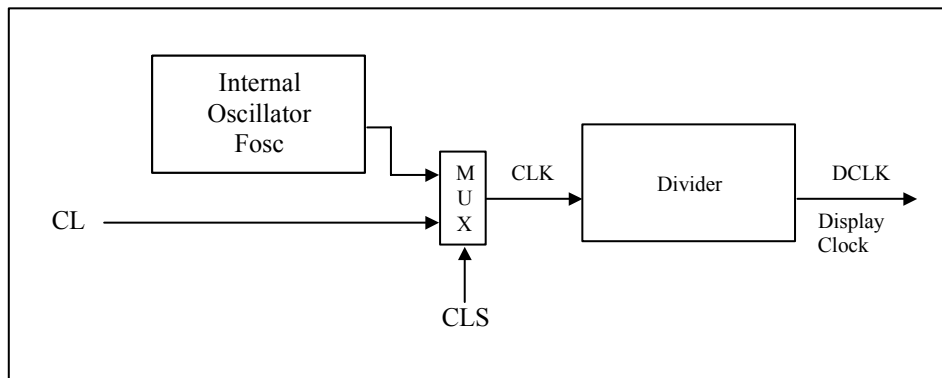 Internal
Oscillator
Fosc
M
U
X
CL
CLK
Divider
DCLK
Display
Clock
CLS